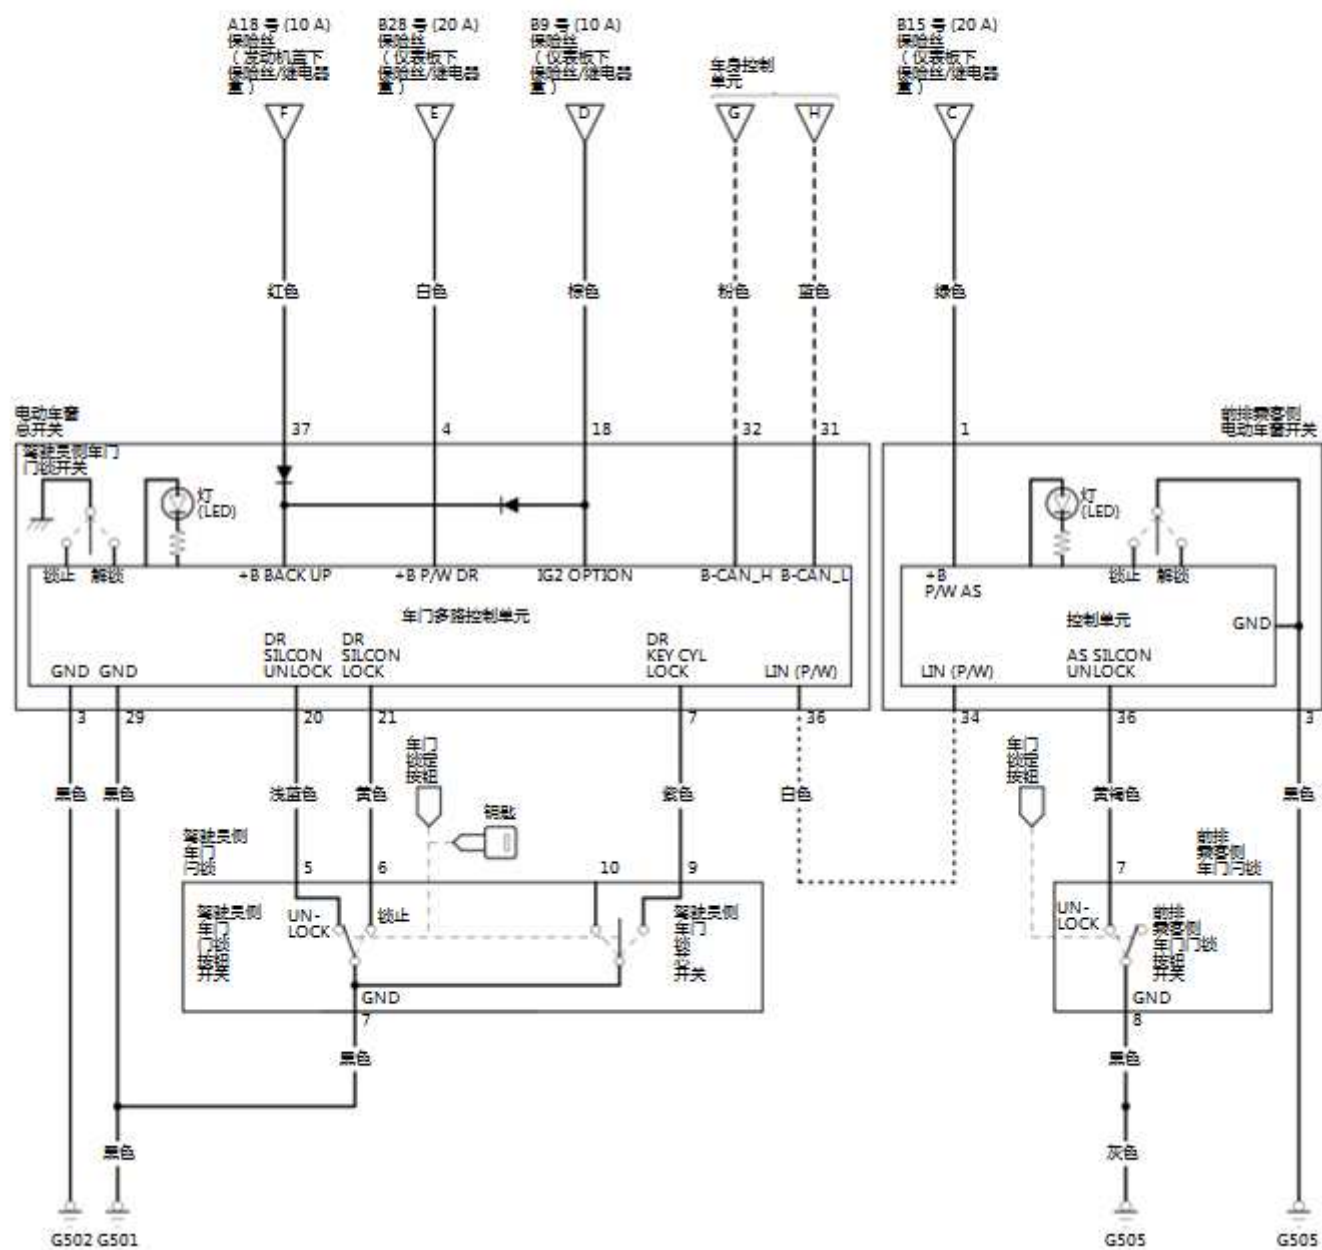 A18 号 (10 A)
保险丝
（发动机盖下
保险丝/继电器
盒）
B28 号 (20 A)
保险丝
（仪表板下
保险丝/继电器
盒）
B9 号 (10 A)
保险丝
（仪表板下
保险丝/继电器
盒）
车身控制
单元
B15 号 (20 A)
保险丝
（仪表板下
保险丝/继电器
盒）
F
E
D
G
H
C
红色
白色
棕色
粉色
蓝色
绿色
电动车窗
总开关
37
4
18
32
31
1
前排乘客侧
电动车窗开关
驾驶员侧车门
门锁开关
灯
(LED)
灯
(LED)
锁止
解锁
+B BACK UP
+B P/W DR
IG2 OPTION
B-CAN_H
B-CAN_L
+B
P/W AS
锁止
解锁
车门多路控制单元
控制单元
GND
GND
GND
DR
SILCON
UNLOCK
DR
SILCON
LOCK
DR
KEY CYL
LOCK
LIN (P/W)
LIN (P/W)
AS SILCON
UNLOCK
3
29
20
21
7
36
34
36
3
车门
锁定
按钮
车门
锁定
按钮
黑色
黑色
浅蓝色
黄色
紫色
白色
黄褐色
黑色
钥匙
驾驶员侧
车门
闩锁
5
6
10
9
7
前排
乘客侧
车门闩锁
驾驶员侧
车门
门锁
按钮
开关
UN-
LOCK
锁止
驾驶员侧
车门
锁
芯
开关
UN-
LOCK
前排
乘客侧
车门门锁
按钮
开关
GND
7
GND
8
黑色
黑色
黑色
灰色
G502
G501
G505
G505